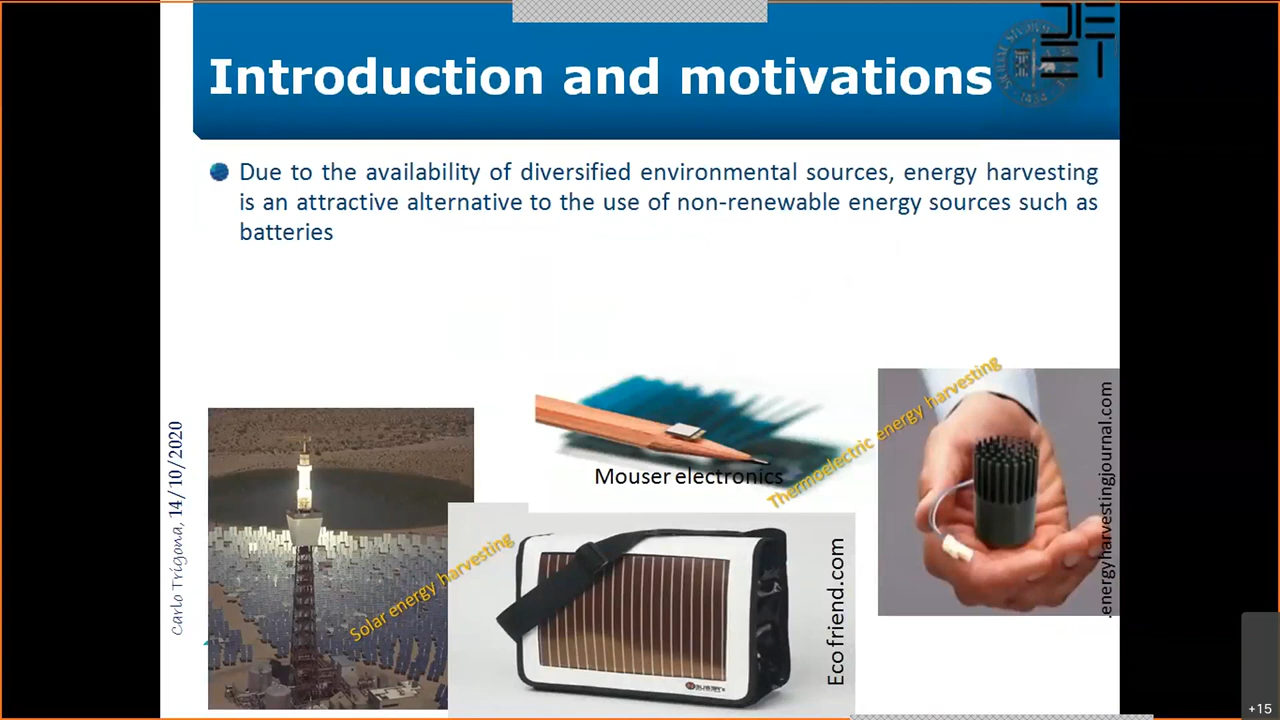 Introduction and motivations
Due to the availability of diversified environmental sources, energy harvesting
is an attractive alternative to the use of non-renewable energy sources such as
batteries
Carlo Trigona, 14/10/2020
Solar energy harvesting
Mouser electronics
Thermoelectric energy harvesting
Ecofriend.com
.energyharvestingjournal.com
1434
+15